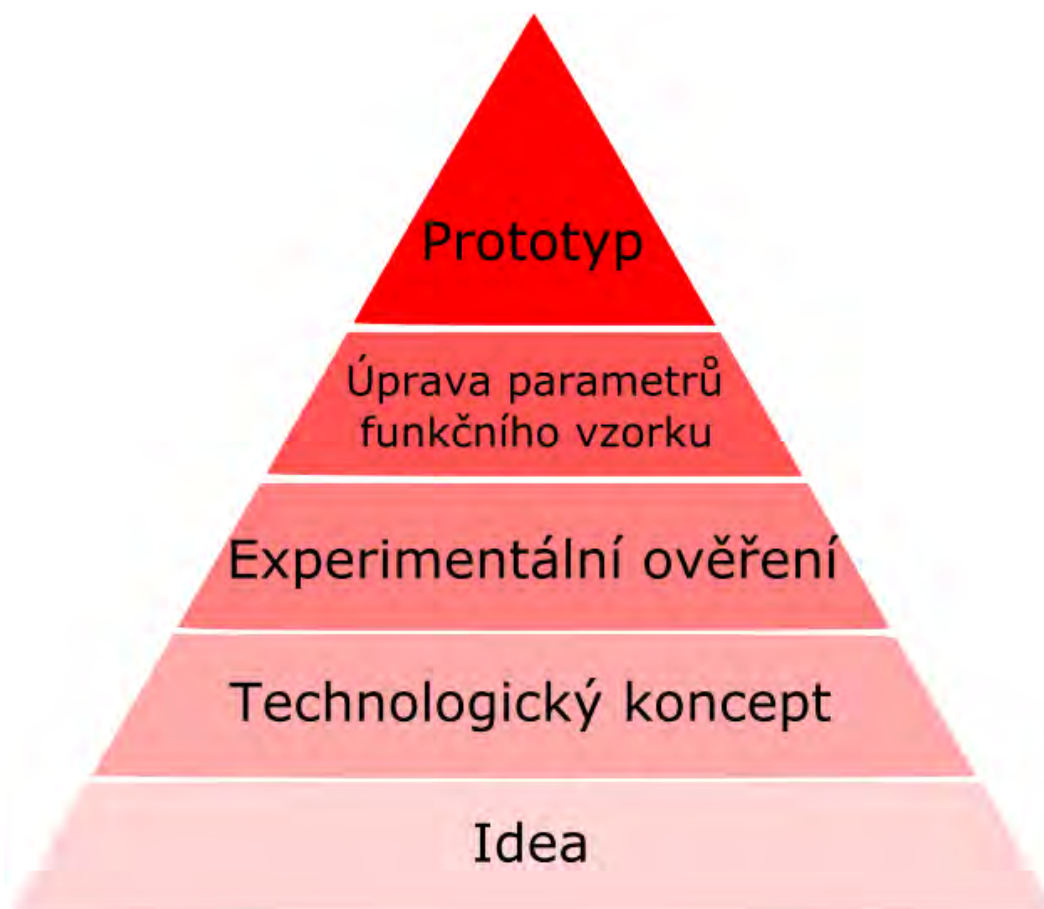 Prototyp
Úprava parametrů
funkčního vzorku
Experimentální ověření
Technologický koncept
Idea